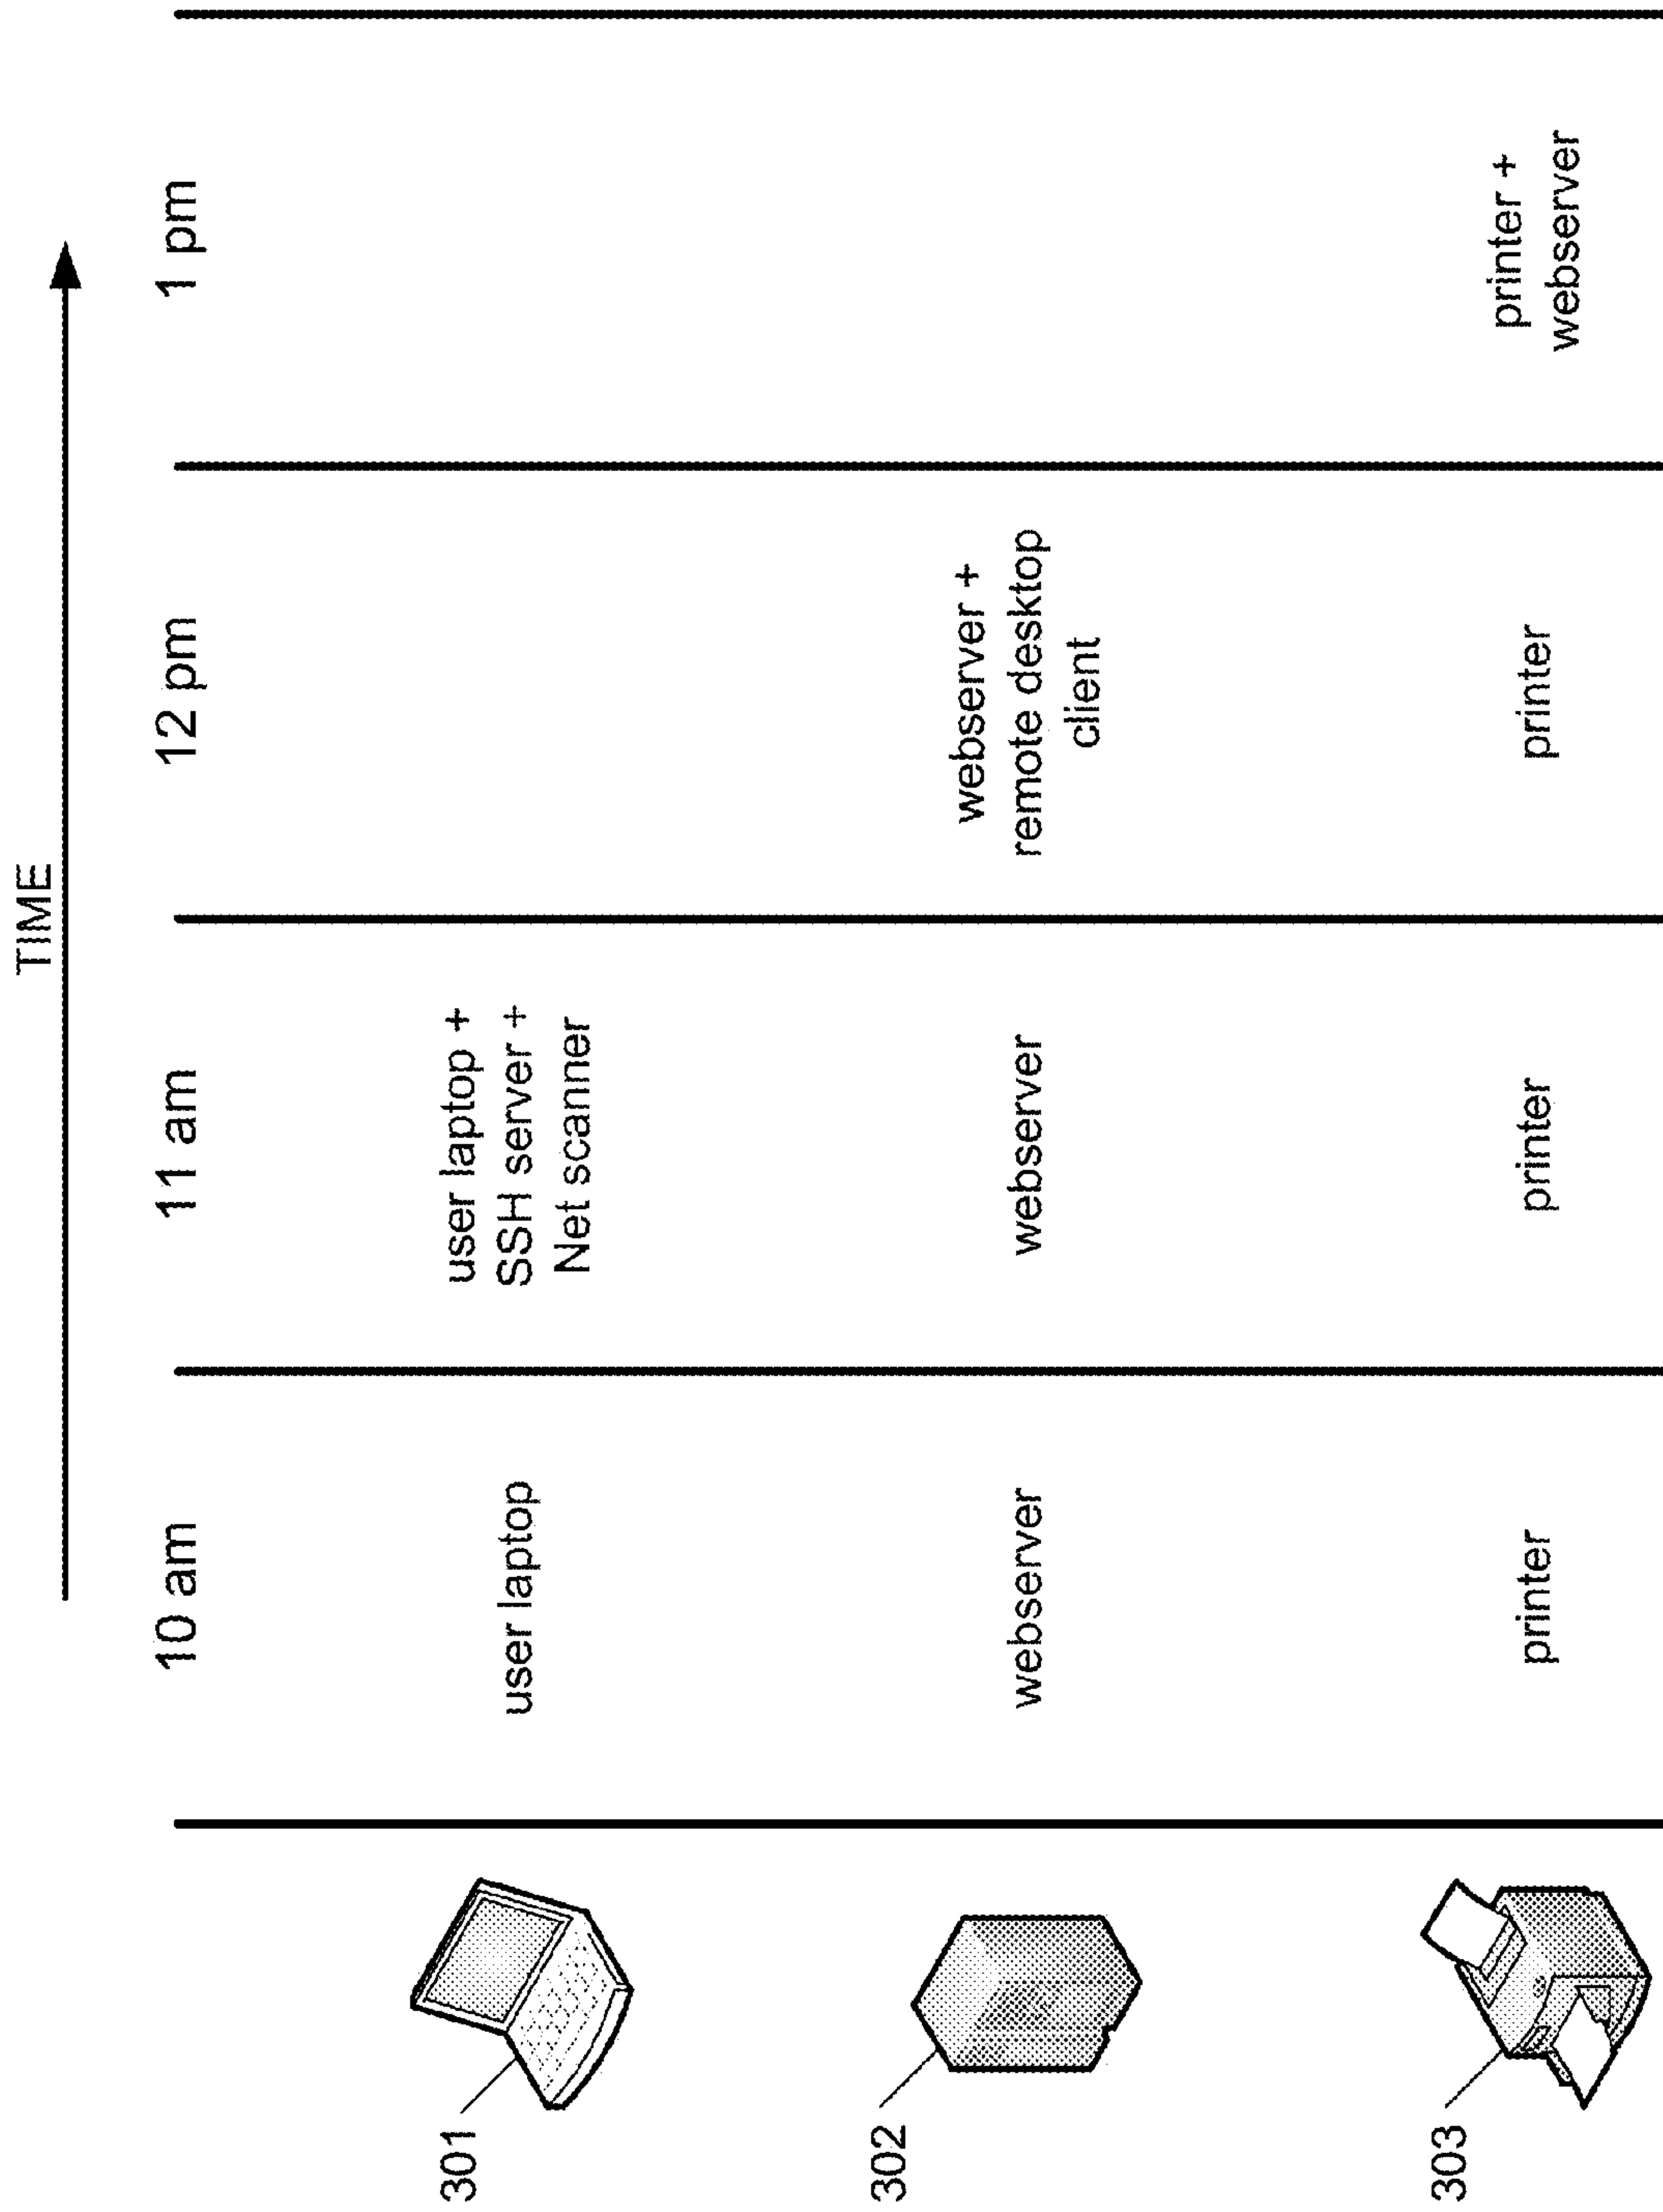 TIME
10 am
11 am
12 pm
1 pm
301
user laptop
user laptop +
SSH server +
Net scanner
302
webserver
webserver
webserver +
remote desktop
client
303
printer
printer
printer
printer +
webserver